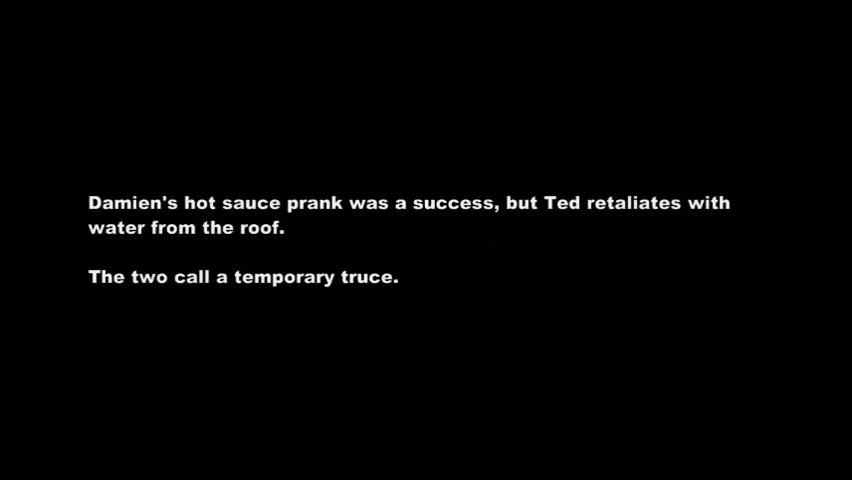 Damien's hot sauce prank was a success, but Ted retaliates with
water from the roof.
The two call a temporary truce.